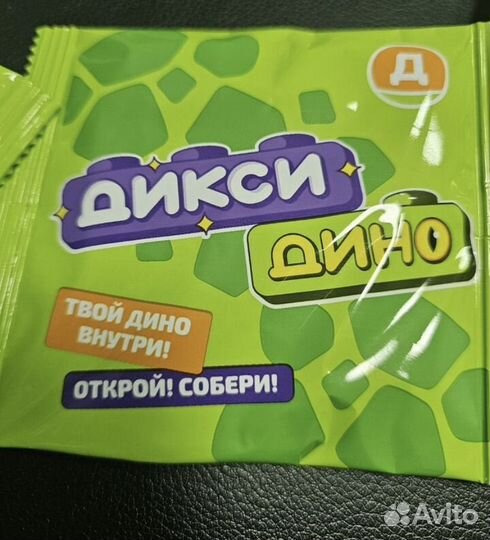 Д
ДИКСИ
ДИНО
ТВОЙ ДИНО
ВНУТРИ!
ОТКРОЙ! СОБЕРИ!
Avito